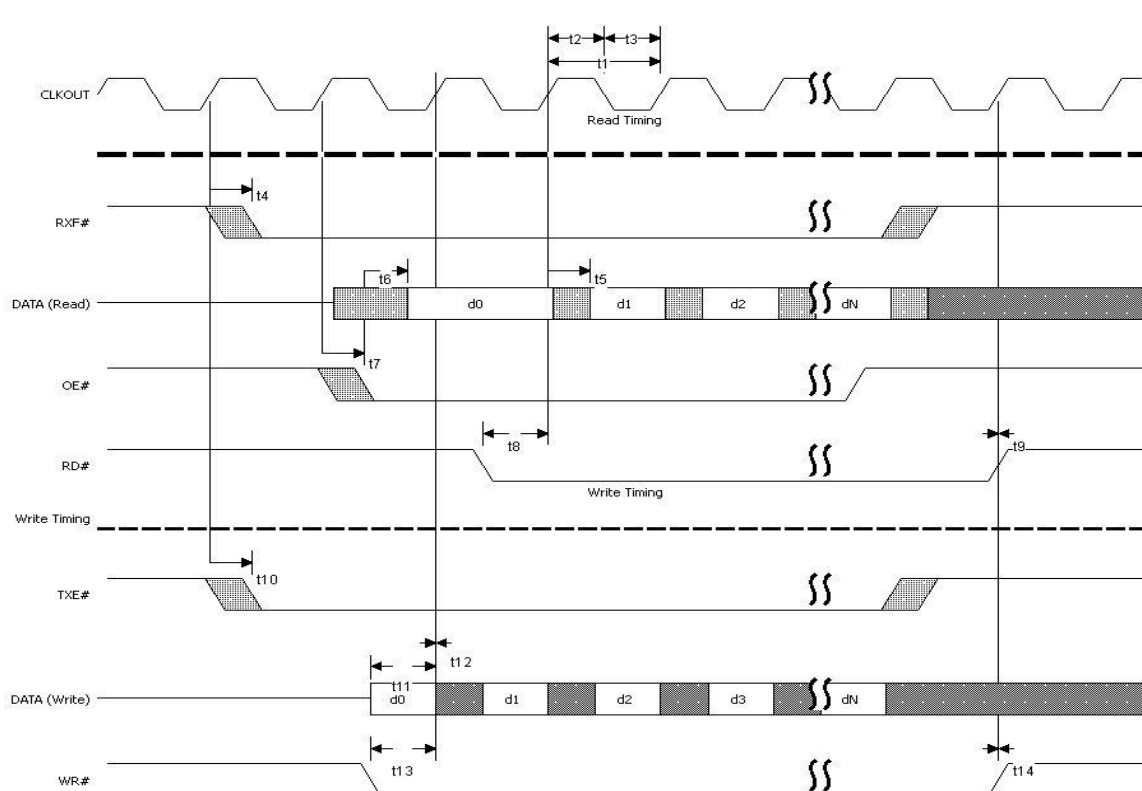 t2 t3
t1
CLKOUT
Read Timing
t4
RXF#
t6 t5
DATA (Read) d0 d1 d2 dN
t7
OE#
t8 t9
RD#
Write Timing
Write Timing
t10
TXE#
t12
t11
DATA (Write) d0 d1 d2 d3 dN
t13 t14
WR#